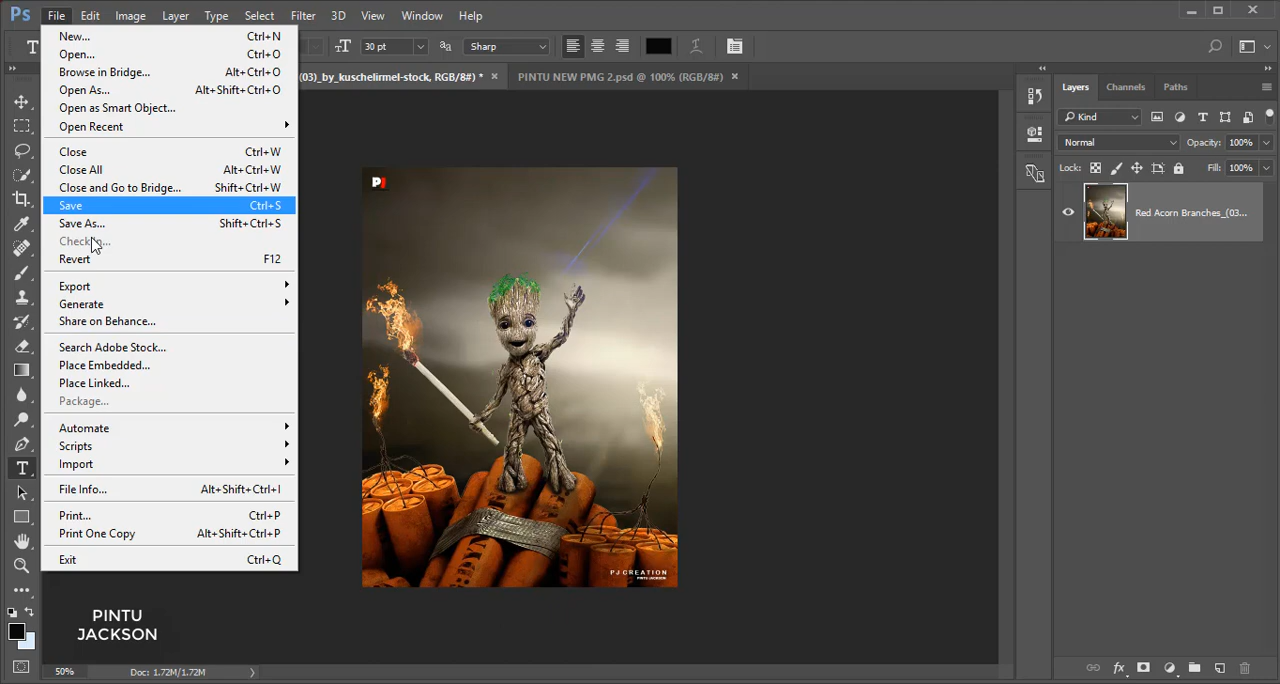 Ps File Edit Image Layer Type Select Filter 3D View Window Help
T 30 pt aa Sharp
(03)_by_kuschelirmel-stock, RGB/8#) * PINTU NEW PMG 2.psd @ 100% (RGB/8#)
New... Ctrl+N
Open... Ctrl+O
Browse in Bridge... Alt+Ctrl+O
Open As... Alt+Shift+Ctrl+O
Open as Smart Object...
Open Recent
Close Ctrl+W
Close All Alt+Ctrl+W
Close and Go to Bridge... Shift+Ctrl+W
Save Ctrl+S
Save As... Shift+Ctrl+S
Revert F12
Export
Generate
Share on Behance...
Search Adobe Stock...
Place Embedded...
Place Linked...
Package...
Automate
Scripts
Import
File Info... Alt+Shift+Ctrl+I
Print... Ctrl+P
Print One Copy Alt+Shift+Ctrl+P
Exit Ctrl+Q
PJ
PJ CREATION
PINTU JACKSON
PINTU
JACKSON
50% Doc: 1.72M/1.72M
Layers Channels Paths
Kind
Normal Opacity: 100%
Lock: Fill: 100%
Red Acorn Branches_(03...